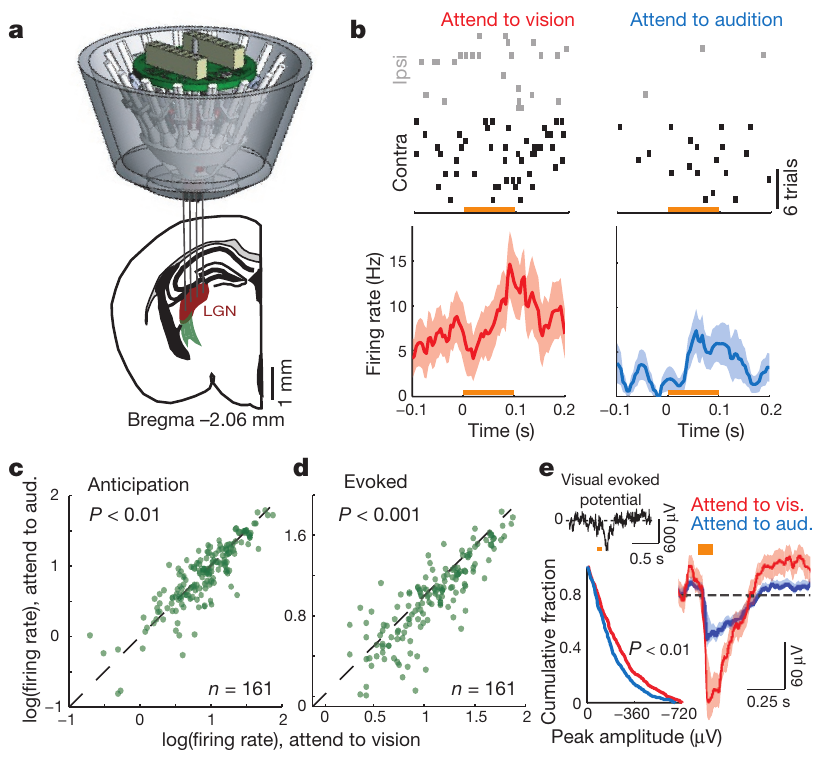 a
LGN
1 mm
Bregma –2.06 mm
b
Attend to vision
Attend to audition
Ipsi
Contra
6 trials
Firing rate (Hz)
15
10
5
0
–0.1
0
0.1
0.2
Time (s)
–0.1
0
0.1
0.2
Time (s)
c
Anticipation
P < 0.01
n = 161
log(firing rate), attend to aud.
2
1
0
–1
–1
0
1
2
d
Evoked
P < 0.001
n = 161
1.6
0.8
0
0
0.5
1
1.5
2
log(firing rate), attend to vision
e
Visual evoked
potential
0
600 μV
0.5 s
Attend to vis.
Attend to aud.
Cumulative fraction
0.8
0.4
0
P < 0.01
60 μV
0.25 s
0
–360
–720
Peak amplitude (μV)